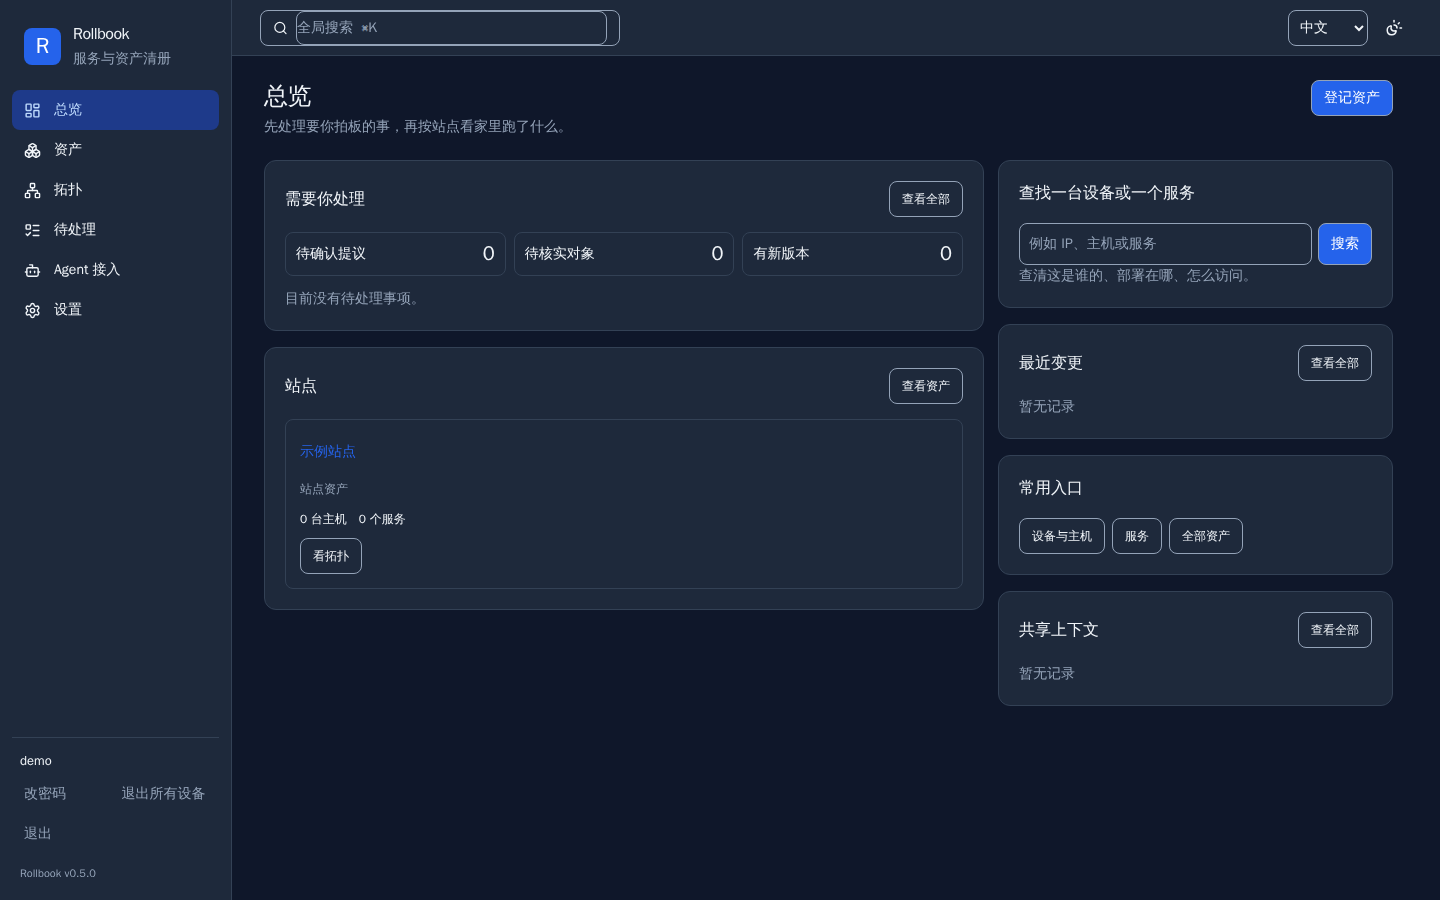 R
Rollbook
服务与资产清册
总览
资产
拓扑
待处理
Agent 接入
设置
demo
改密码
退出所有设备
退出
Rollbook v0.5.0
全局搜索 ⌘K
中文
总览
先处理要你拍板的事，再按站点看家里跑了什么。
登记资产
需要你处理
查看全部
待确认提议 0
待核实对象 0
有新版本 0
目前没有待处理事项。
站点
查看资产
示例站点
站点资产
0 台主机 0 个服务
看拓扑
查找一台设备或一个服务
例如 IP、主机或服务
搜索
查清这是谁的、部署在哪、怎么访问。
最近变更
查看全部
暂无记录
常用入口
设备与主机
服务
全部资产
共享上下文
查看全部
暂无记录